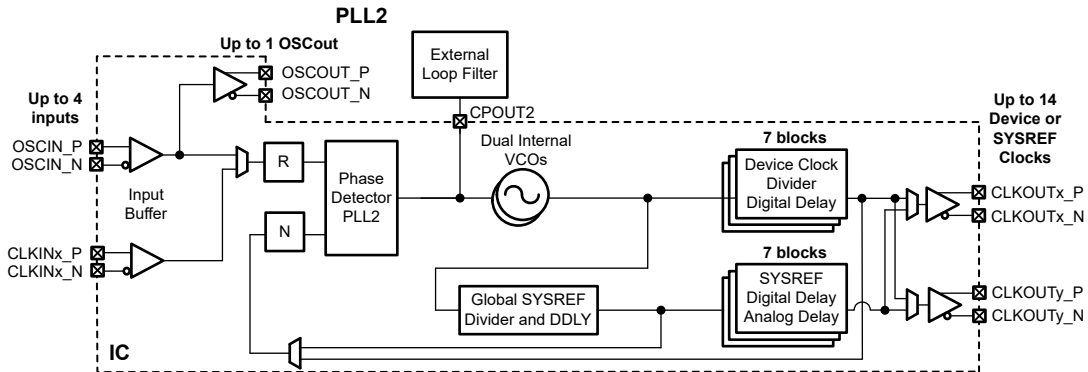 PLL2
Up to 1 OSCout
OSCOUT_P
OSCOUT_N
External
Loop Filter
CPOUT2
Up to 4
inputs
OSCIN_P
OSCIN_N
Input
Buffer
CLKINx_P
CLKINx_N
R
N
Phase
Detector
PLL2
Dual Internal
VCOs
7 blocks
Device Clock
Divider
Digital Delay
Up to 14
Device or
SYSREF
Clocks
CLKOUTx_P
CLKOUTx_N
7 blocks
SYSREF
Digital Delay
Analog Delay
Global SYSREF
Divider and DDLY
CLKOUTy_P
CLKOUTy_N
IC